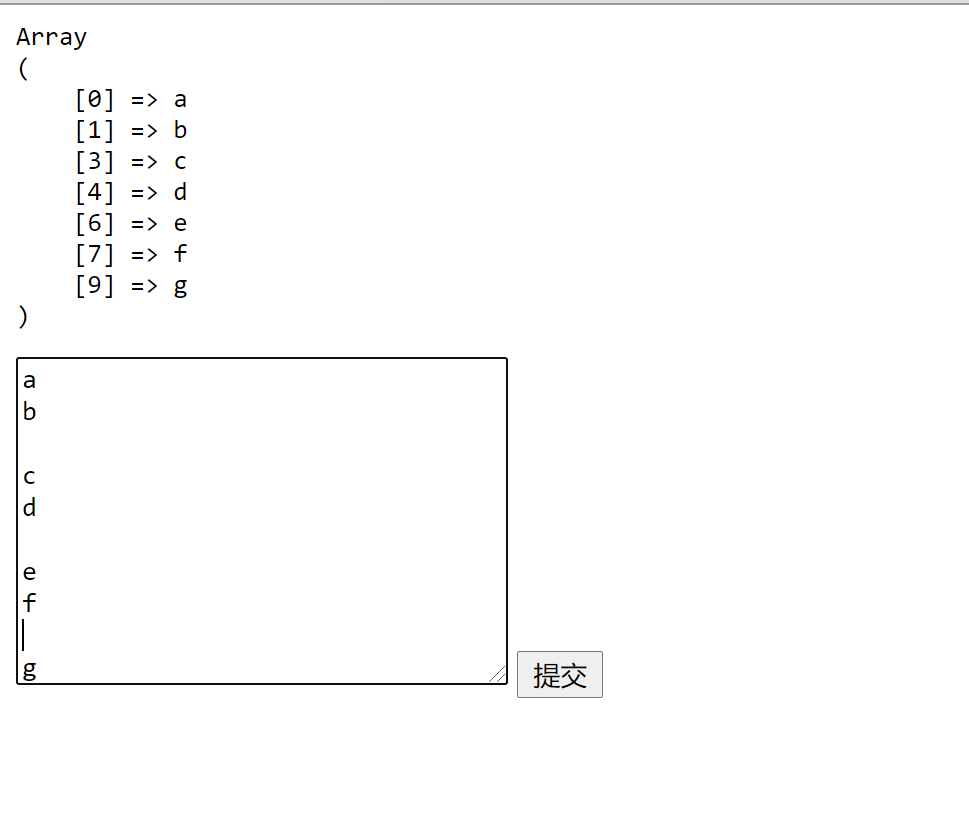 Array
(
    [0] => a
    [1] => b
    [3] => c
    [4] => d
    [6] => e
    [7] => f
    [9] => g
)
a
b
c
d
e
f
g
提交